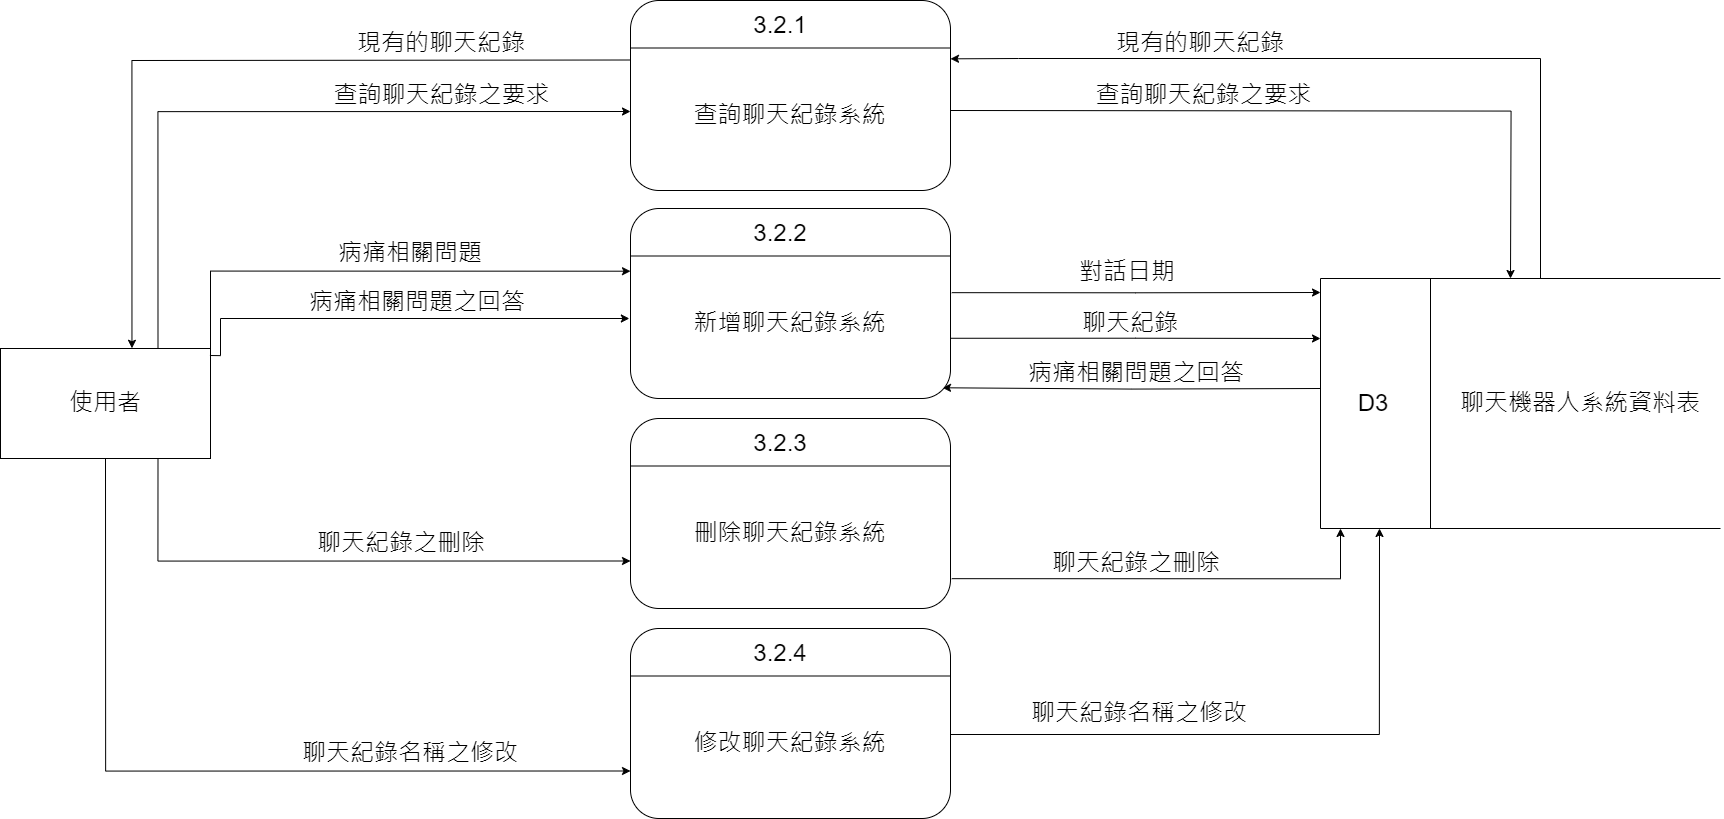 3.2.1
現有的聊天紀錄
現有的聊天紀錄
查詢聊天紀錄之要求
查詢聊天紀錄系統
查詢聊天紀錄之要求
3.2.2
病痛相關問題
對話日期
病痛相關問題之回答
新增聊天紀錄系統
聊天紀錄
病痛相關問題之回答
使用者
D3
聊天機器人系統資料表
3.2.3
聊天紀錄之刪除
刪除聊天紀錄系統
聊天紀錄之刪除
3.2.4
聊天紀錄名稱之修改
修改聊天紀錄系統
聊天紀錄名稱之修改